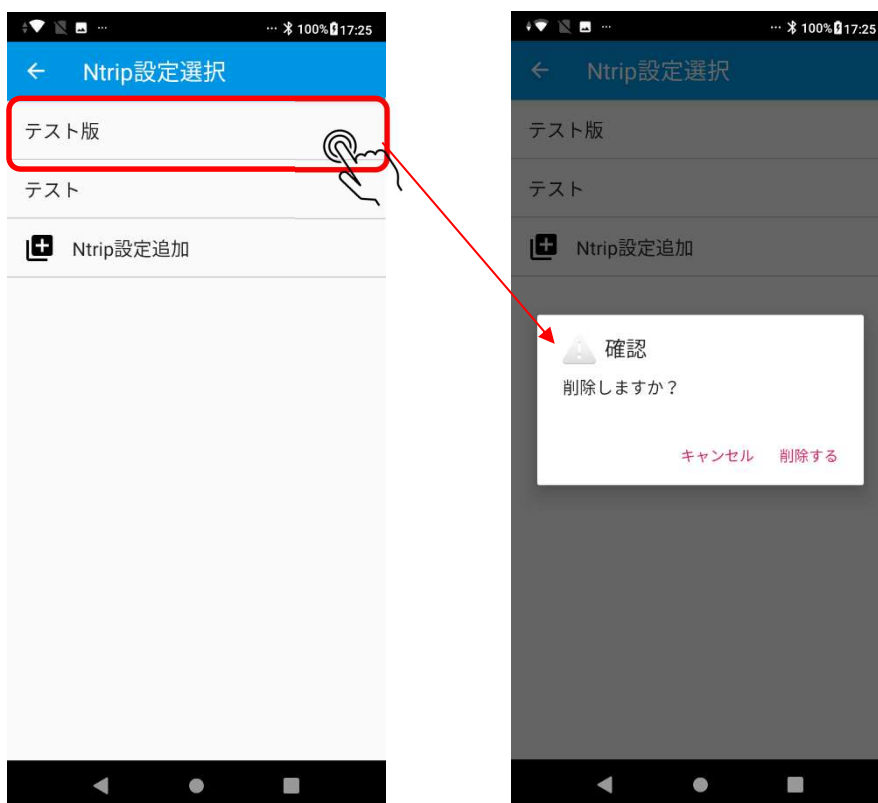 … … 100% 17:25
← Ntrip設定選択
テスト版
テスト
Ntrip設定追加
… … 100% 17:25
← Ntrip設定選択
テスト版
テスト
Ntrip設定追加
確認
削除しますか？
キャンセル 削除する